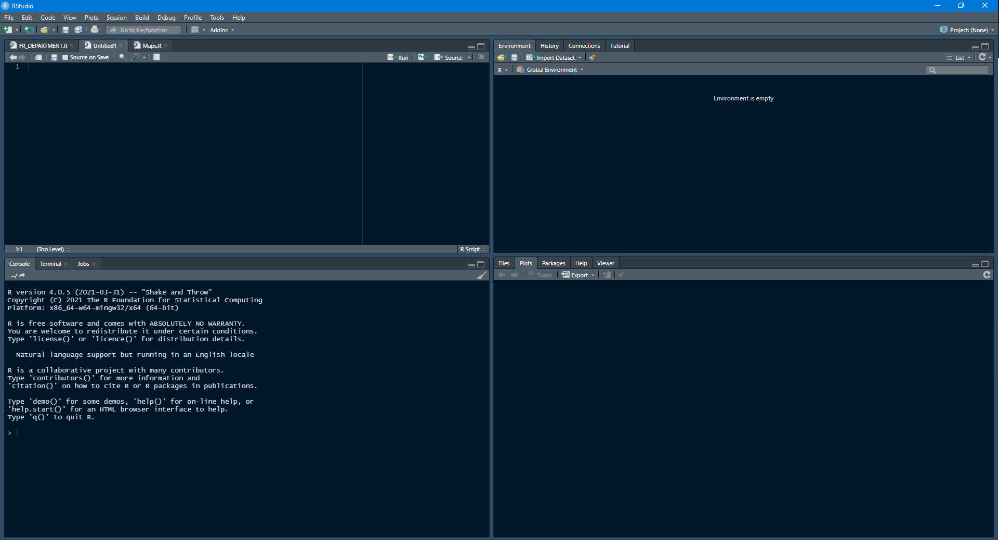 RStudio
File Edit Code View Plots Session Build Debug Profile Tools Help
Go to file/function Addins Project: (None)
FR_DEPARTMENT.R Untitled1 Maps.R
Source on Save Run Source
1
1:1 (Top Level) R Script
Console Terminal Jobs
~/
R version 4.0.5 (2021-03-31) -- "Shake and Throw"
Copyright (C) 2021 The R Foundation for Statistical Computing
Platform: x86_64-w64-mingw32/x64 (64-bit)
R is free software and comes with ABSOLUTELY NO WARRANTY.
You are welcome to redistribute it under certain conditions.
Type 'license()' or 'licence()' for distribution details.
Natural language support but running in an English locale
R is a collaborative project with many contributors.
Type 'contributors()' for more information and
'citation()' on how to cite R or R packages in publications.
Type 'demo()' for some demos, 'help()' for on-line help, or
'help.start()' for an HTML browser interface to help.
Type 'q()' to quit R.
>
Environment History Connections Tutorial
Import Dataset List
R Global Environment
Environment is empty
Files Plots Packages Help Viewer
Zoom Export